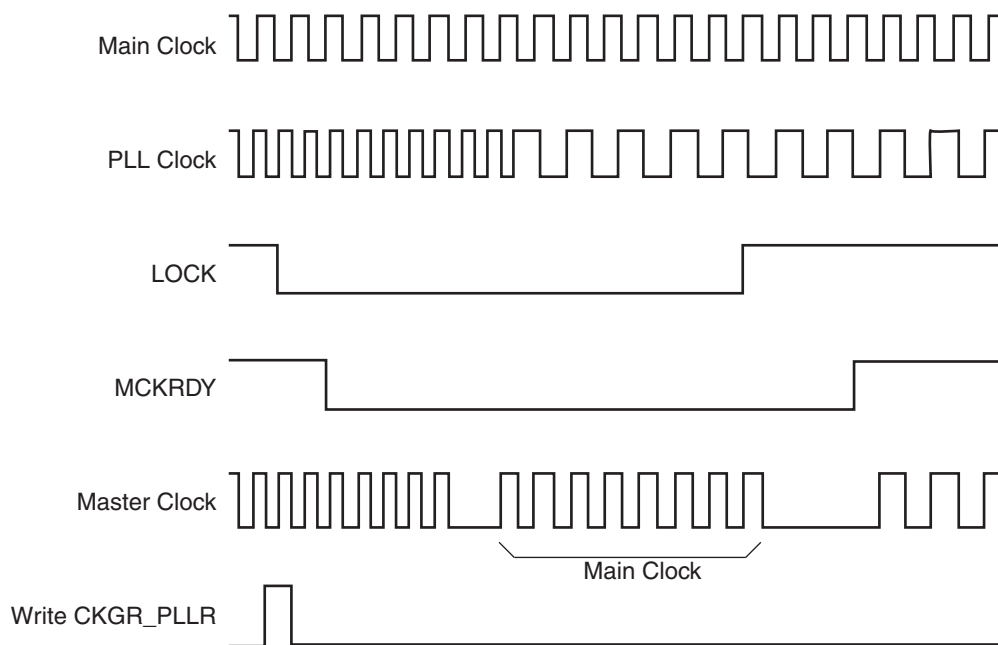 Main Clock
PLL Clock
LOCK
MCKRDY
Master Clock
Main Clock
Write CKGR_PLLR